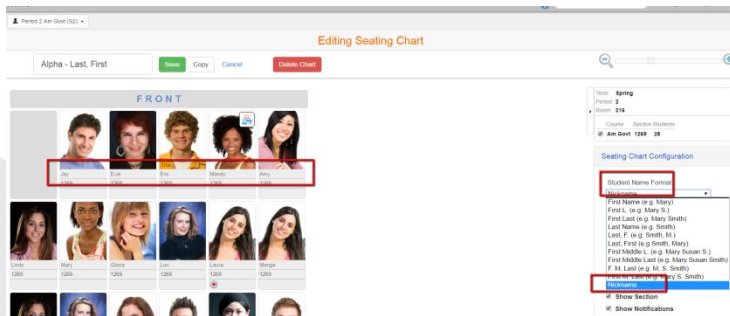 Period 2 Am Govt (S2)
Editing Seating Chart
Alpha - Last, First
Save
Copy
Cancel
Delete Chart
FRONT
Jay
Evie
Eric
Mandy
Amy
1269
1269
1269
1269
1269
Linda
Mary
Gloria
Lori
Laura
Margie
1269
1269
1269
1269
1269
1269
Term: Spring
Period: 2
Room: 216
Course Section Students
Am Govt 1269 28
Seating Chart Configuration
Student Name Format
Nickname
First Name (e.g. Mary)
First L. (e.g. Mary S.)
First Last (e.g. Mary Smith)
Last Name (e.g. Smith)
Last, F. (e.g. Smith, M.)
Last, First (e.g Smith, Mary)
First Middle L. (e.g. Mary Susan S.)
First Middle Last (e.g. Mary Susan Smith)
F. M. Last (e.g. M. S. Smith)
First M. Last (e.g. Mary S. Smith)
Nickname
Show Section
Show Notifications